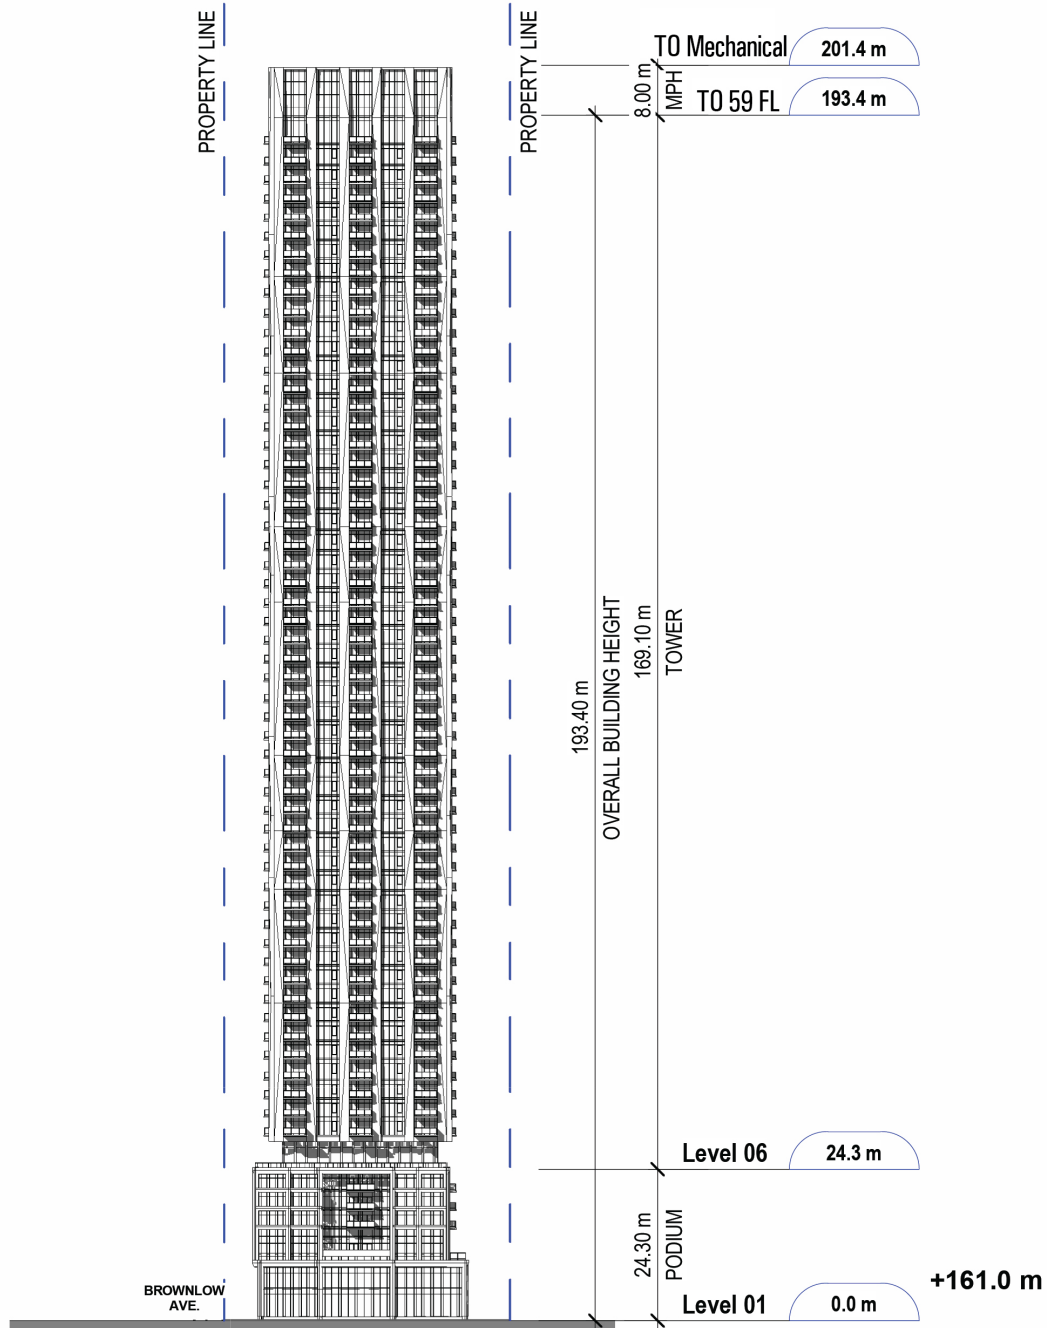 PROPERTY LINE
PROPERTY LINE
TO Mechanical
201.4 m
8.00 m
MPH
TO 59 FL
193.4 m
193.40 m
OVERALL BUILDING HEIGHT
169.10 m
TOWER
Level 06
24.3 m
24.30 m
PODIUM
+161.0 m
BROWNLOW
AVE.
Level 01
0.0 m